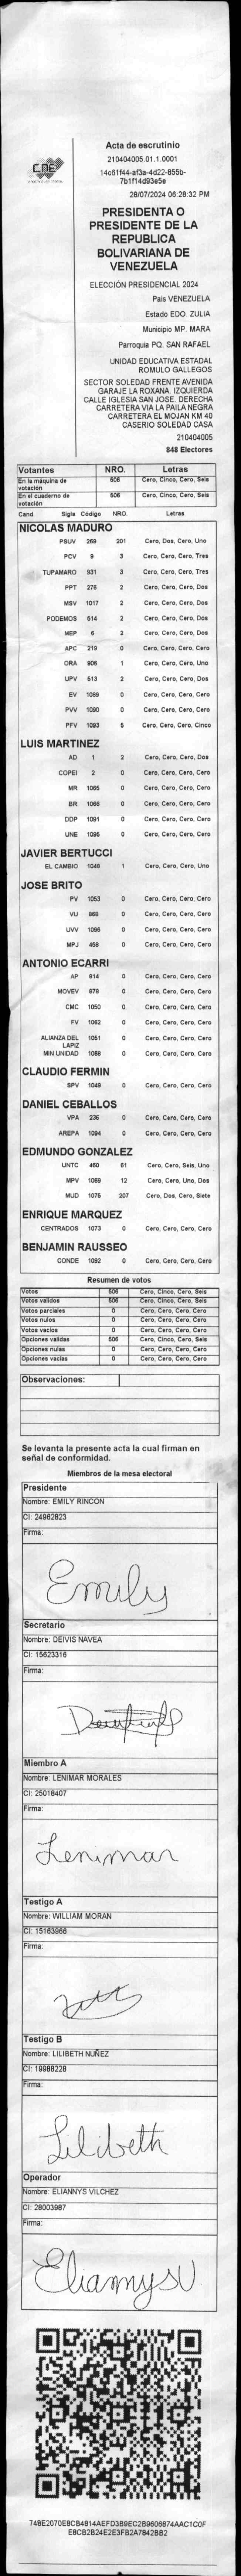 CNE
Acta de escrutinio
210404005.01.1.0001
14c61f44-af3a-4d22-855b-
7b1f14d93e5e
28/07/2024 06:28:32 PM
PRESIDENTA O
PRESIDENTE DE LA
REPUBLICA
BOLIVARIANA DE
VENEZUELA
ELECCIÓN PRESIDENCIAL 2024
País VENEZUELA
Estado EDO. ZULIA
Municipio MP. MARA
Parroquia PQ. SAN RAFAEL
UNIDAD EDUCATIVA ESTADAL
ROMULO GALLEGOS
SECTOR SOLEDAD FRENTE AVENIDA
GARAJE LA ROXANA. IZQUIERDA
CALLE IGLESIA SAN JOSE. DERECHA
CARRETERA VIA LA PAILA NEGRA
CARRETERA EL MOJAN KM 40
CASERIO SOLEDAD CASA
210404005
848 Electores
Votantes NRO. Letras
En la máquina de votación 506 Cero, Cinco, Cero, Seis
En el cuaderno de votación 506 Cero, Cinco, Cero, Seis
Cand. Sigla Código NRO. Letras
NICOLAS MADURO
PSUV 269 201 Cero, Dos, Cero, Uno
PCV 9 3 Cero, Cero, Cero, Tres
TUPAMARO 931 3 Cero, Cero, Cero, Tres
PPT 276 2 Cero, Cero, Cero, Dos
MSV 1017 2 Cero, Cero, Cero, Dos
PODEMOS 514 2 Cero, Cero, Cero, Dos
MEP 6 2 Cero, Cero, Cero, Dos
APC 219 0 Cero, Cero, Cero, Cero
ORA 906 1 Cero, Cero, Cero, Uno
UPV 513 2 Cero, Cero, Cero, Dos
EV 1089 0 Cero, Cero, Cero, Cero
PVV 1090 0 Cero, Cero, Cero, Cero
PFV 1093 5 Cero, Cero, Cero, Cinco
LUIS MARTINEZ
AD 1 2 Cero, Cero, Cero, Dos
COPEI 2 0 Cero, Cero, Cero, Cero
MR 1065 0 Cero, Cero, Cero, Cero
BR 1066 0 Cero, Cero, Cero, Cero
DDP 1091 0 Cero, Cero, Cero, Cero
UNE 1095 0 Cero, Cero, Cero, Cero
JAVIER BERTUCCI
EL CAMBIO 1048 1 Cero, Cero, Cero, Uno
JOSE BRITO
PV 1053 0 Cero, Cero, Cero, Cero
VU 868 0 Cero, Cero, Cero, Cero
UVV 1096 0 Cero, Cero, Cero, Cero
MPJ 458 0 Cero, Cero, Cero, Cero
ANTONIO ECARRI
AP 814 0 Cero, Cero, Cero, Cero
MOVEV 878 0 Cero, Cero, Cero, Cero
CMC 1050 0 Cero, Cero, Cero, Cero
FV 1062 0 Cero, Cero, Cero, Cero
ALIANZA DEL LAPIZ 1051 0 Cero, Cero, Cero, Cero
MIN UNIDAD 1068 0 Cero, Cero, Cero, Cero
CLAUDIO FERMIN
SPV 1049 0 Cero, Cero, Cero, Cero
DANIEL CEBALLOS
VPA 236 0 Cero, Cero, Cero, Cero
AREPA 1094 0 Cero, Cero, Cero, Cero
EDMUNDO GONZALEZ
UNTC 460 61 Cero, Cero, Seis, Uno
MPV 1069 12 Cero, Cero, Uno, Dos
MUD 1075 207 Cero, Dos, Cero, Siete
ENRIQUE MARQUEZ
CENTRADOS 1073 0 Cero, Cero, Cero, Cero
BENJAMIN RAUSSEO
CONDE 1092 0 Cero, Cero, Cero, Cero
Resumen de votos
Votos 506 Cero, Cinco, Cero, Seis
Votos validos 506 Cero, Cinco, Cero, Seis
Votos parciales 0 Cero, Cero, Cero, Cero
Votos nulos 0 Cero, Cero, Cero, Cero
Votos vacios 0 Cero, Cero, Cero, Cero
Opciones validas 506 Cero, Cinco, Cero, Seis
Opciones nulas 0 Cero, Cero, Cero, Cero
Opciones vacias 0 Cero, Cero, Cero, Cero
Observaciones:
Se levanta la presente acta la cual firman en
señal de conformidad.
Miembros de la mesa electoral
Presidente
Nombre: EMILY RINCON
CI: 24962823
Firma:
Emily
Secretario
Nombre: DEIVIS NAVEA
CI: 15623316
Firma:
Miembro A
Nombre: LENIMAR MORALES
CI: 25018407
Firma:
Lenimar
Testigo A
Nombre: WILLIAM MORAN
CI: 15163966
Firma:
Testigo B
Nombre: LILIBETH NUÑEZ
CI: 19988228
Firma:
Lilibeth
Operador
Nombre: ELIANNYS VILCHEZ
CI: 28003987
Firma:
Eliannys V
748E2070E8CB4814AEFD3B9EC2B9606874AAC1C0F
E8CB2B24E2E3FB2A7842BB2